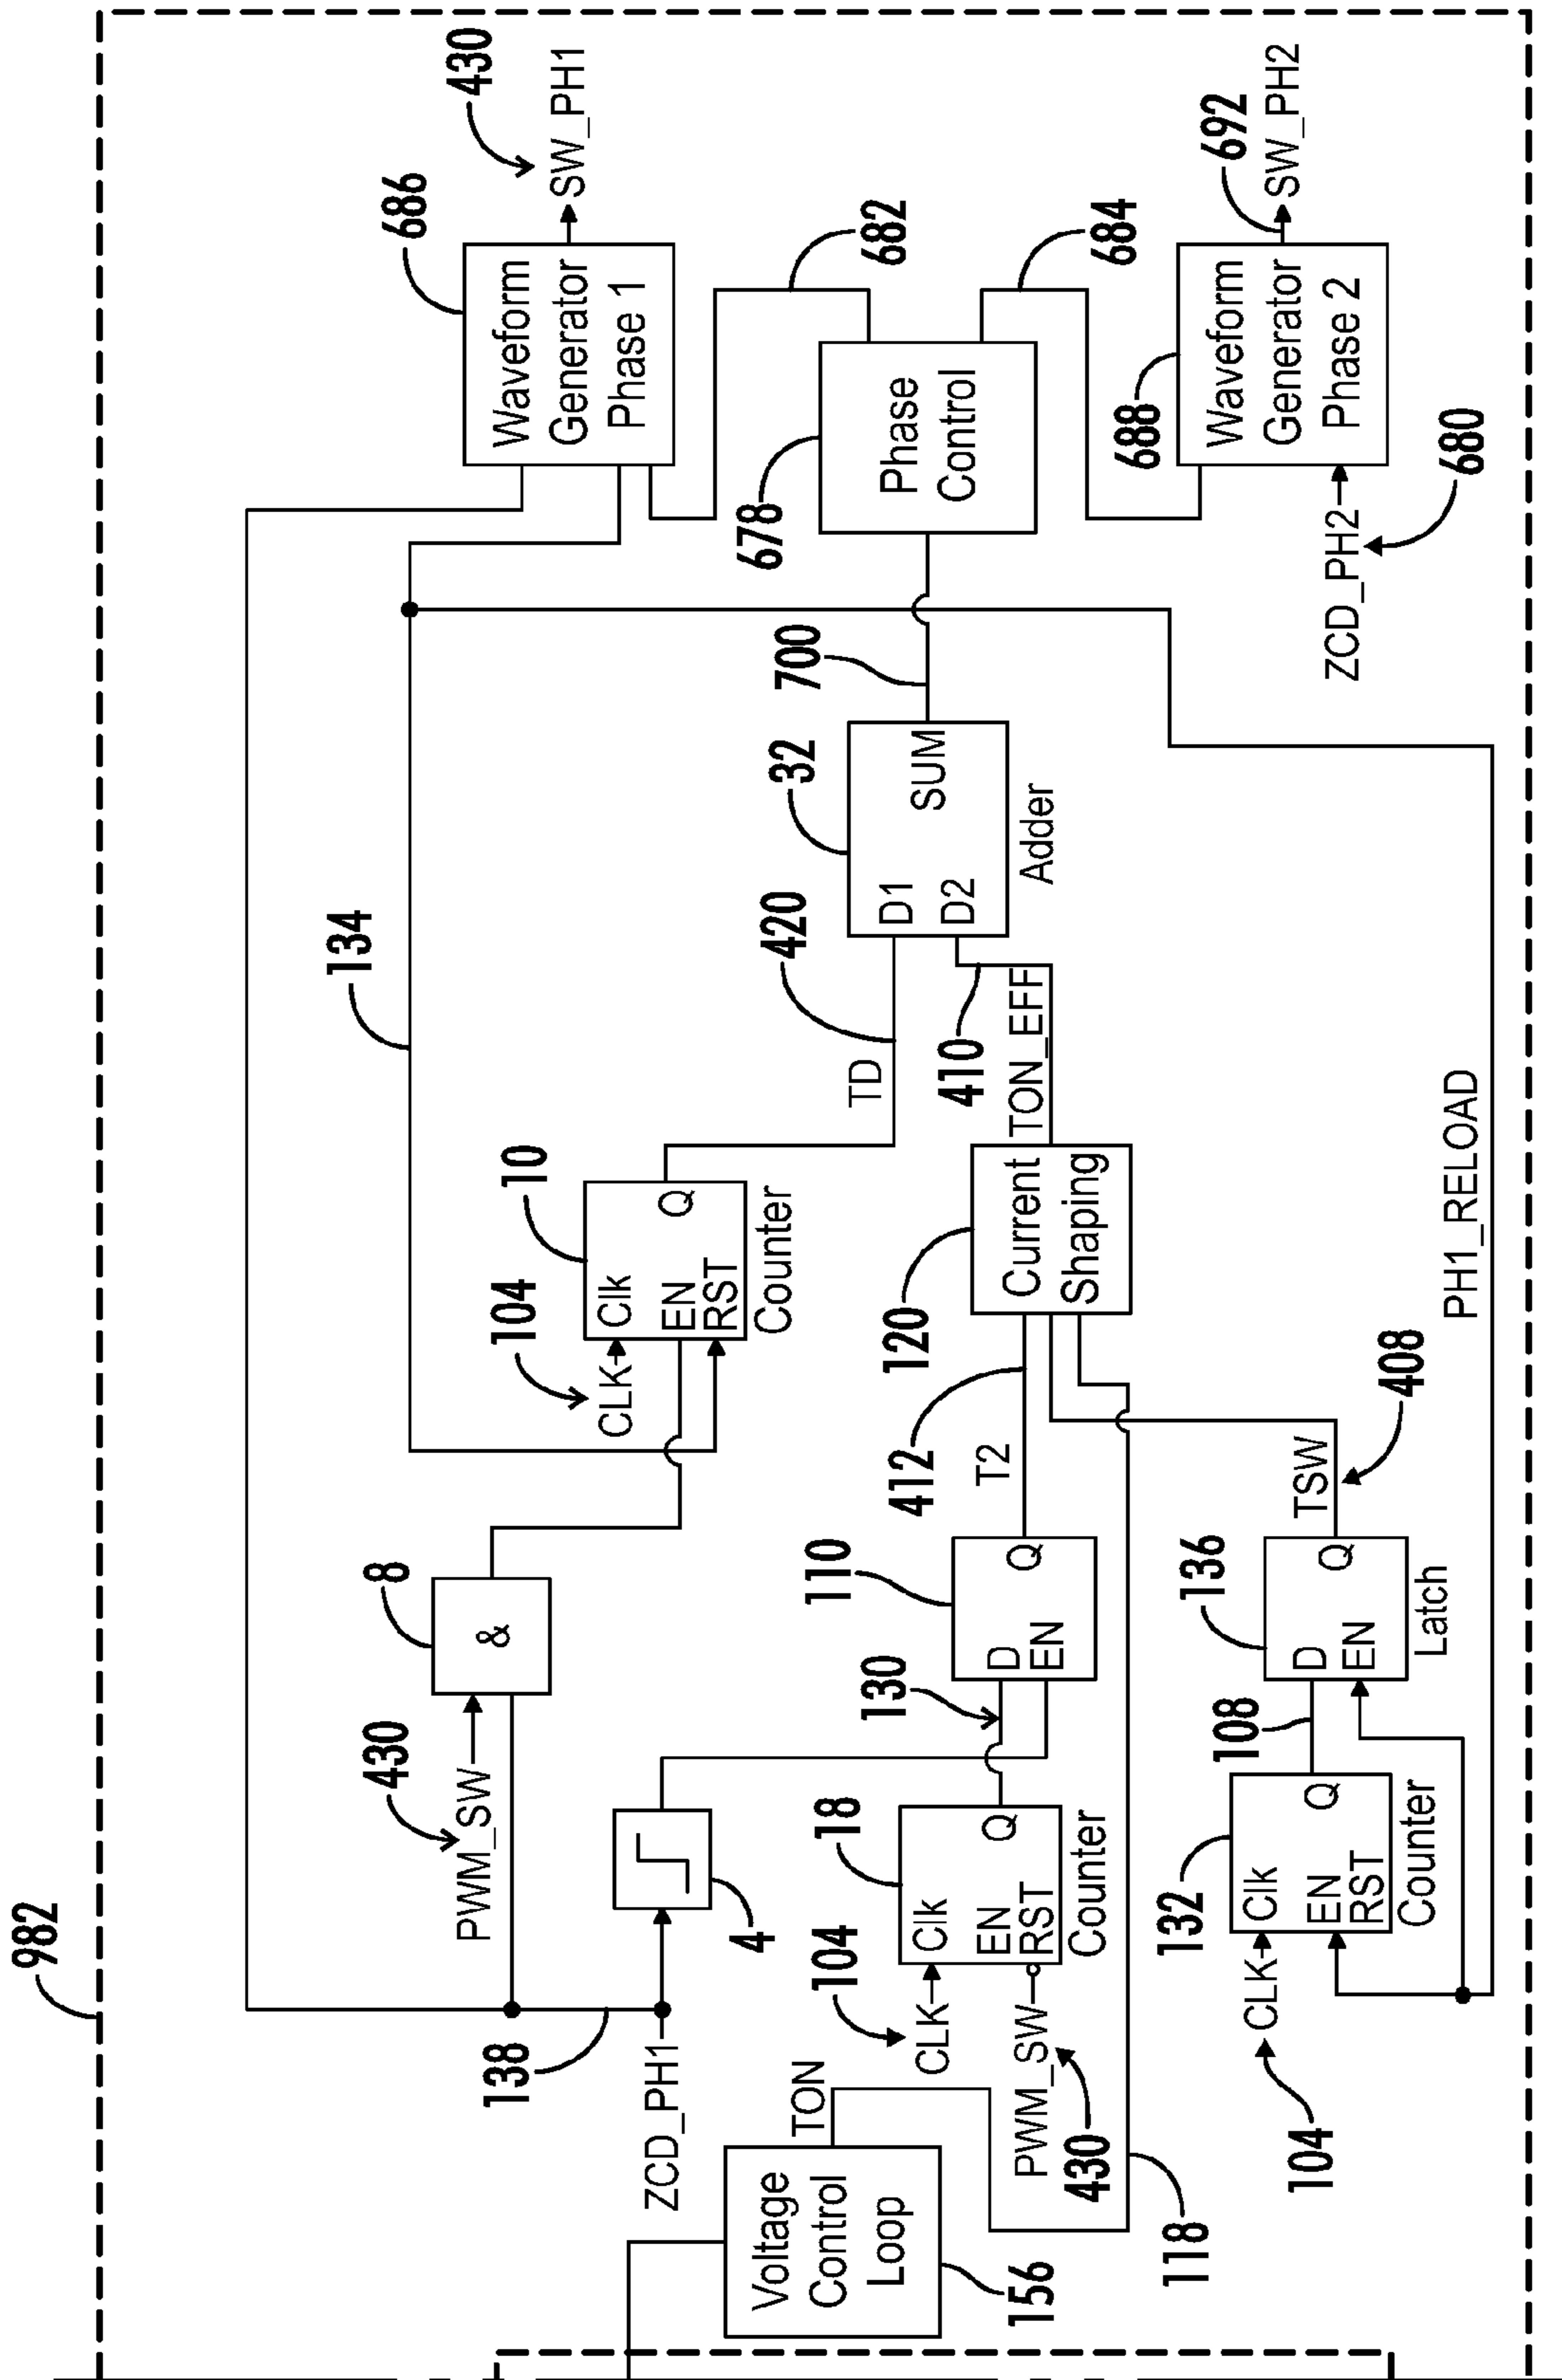 982
430
SW_PH1
686
Waveform
Generator
Phase 1
682
134
678
Phase
Control
684
700
32
SUM
D1
D2
Adder
688
Waveform
Generator
Phase 2
692
SW_PH2
ZCD_PH2
680
420
TD
410
TON_EFF
10
104
CLK
Clk
EN
RST
Q
Counter
8
&
430
PWM_SW
138
ZCD_PH1
4
120
Current
Shaping
412
T2
110
D
EN
Q
130
18
104
CLK
Clk
EN
RST
Q
Counter
PWM_SW
430
TON
Voltage
Control
Loop
156
118
TSW
408
136
D
EN
Q
Latch
108
132
Clk
EN
RST
Q
Counter
CLK
104
PH1_RELOAD